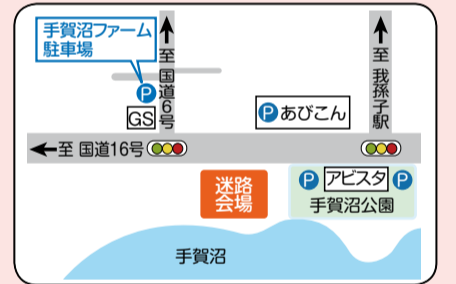 手賀沼ファーム
駐車場
至 国道6号
至 我孫子駅
P
GS
P あびこん
至 国道16号
迷路
会場
P アビスタ P
手賀沼公園
手賀沼